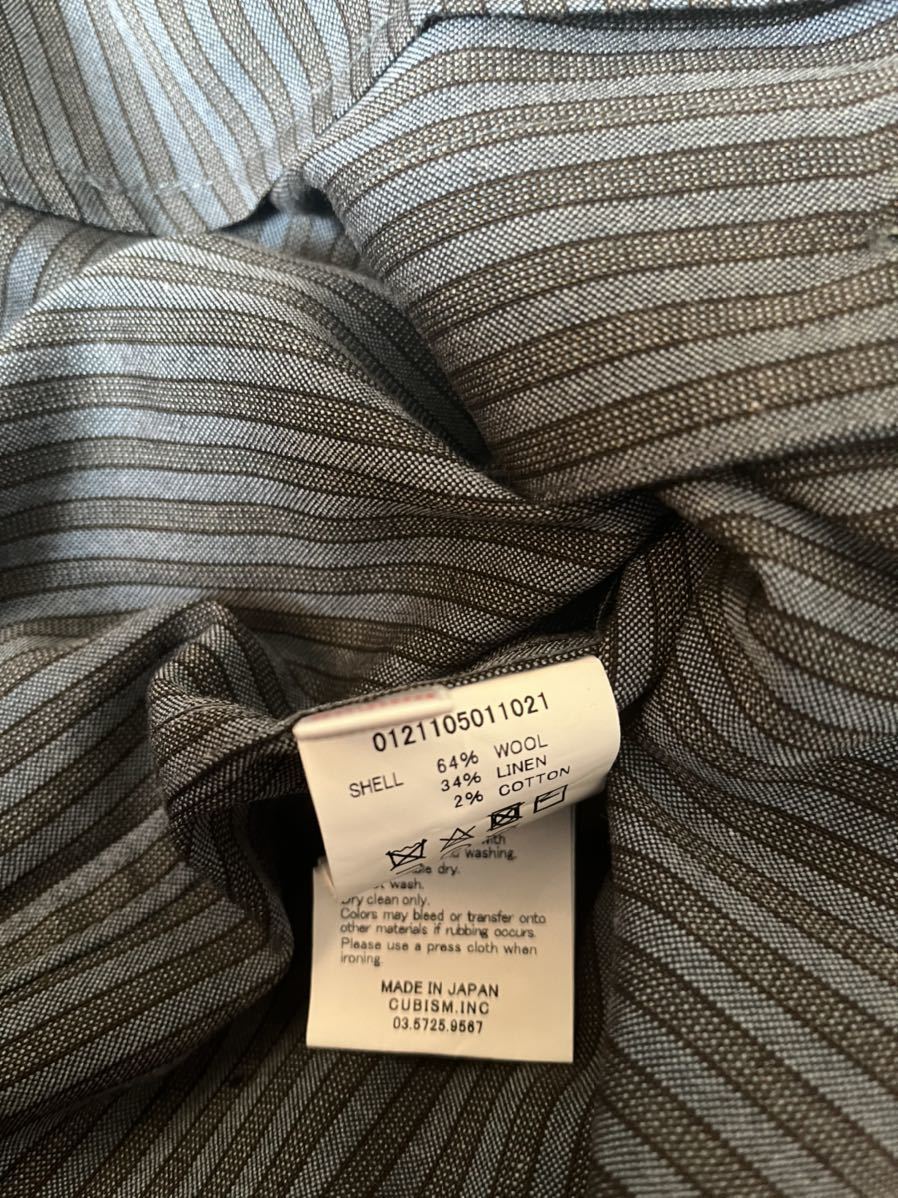 0121105011021
SHELL 64% WOOL
34% LINEN
2% COTTON
washing.
dry.
wash.
Dry clean only.
Colors may bleed or transfer onto
other materials if rubbing occurs.
Please use a press cloth when
ironing.
MADE IN JAPAN
CUBISM.INC
03.5725.9567